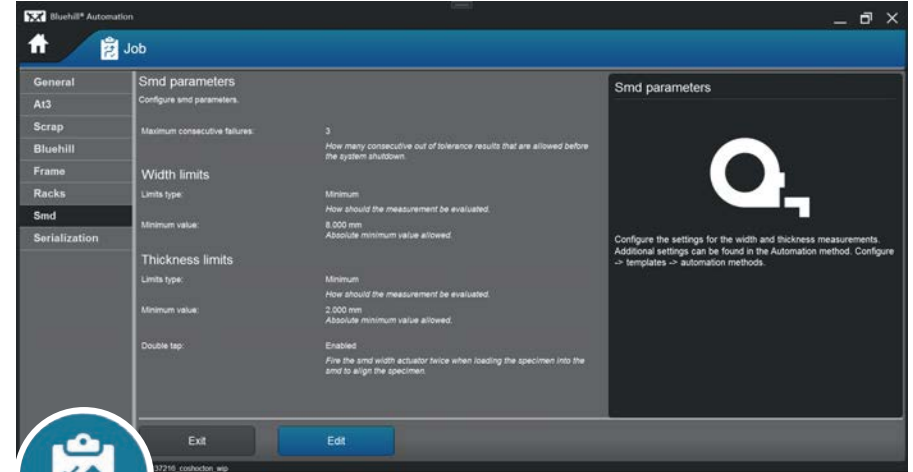 Bluehill® Automation
Job
General
At3
Scrap
Bluehill
Frame
Racks
Smd
Serialization
Smd parameters
Configure smd parameters.
Maximum consecutive failures:
3
How many consecutive out of tolerance results that are allowed before
the system shutdown.
Width limits
Limits type:
Minimum
How should the measurement be evaluated.
Minimum value:
8.000 mm
Absolute minimum value allowed.
Thickness limits
Limits type:
Minimum
How should the measurement be evaluated.
Minimum value:
2.000 mm
Absolute minimum value allowed.
Double tap:
Enabled
Fire the smd width actuator twice when loading the specimen into the
smd to align the specimen.
Exit
Edit
Smd parameters
Configure the settings for the width and thickness measurements.
Additional settings can be found in the Automation method. Configure
-> templates -> automation methods.
37216_coshocton_wip